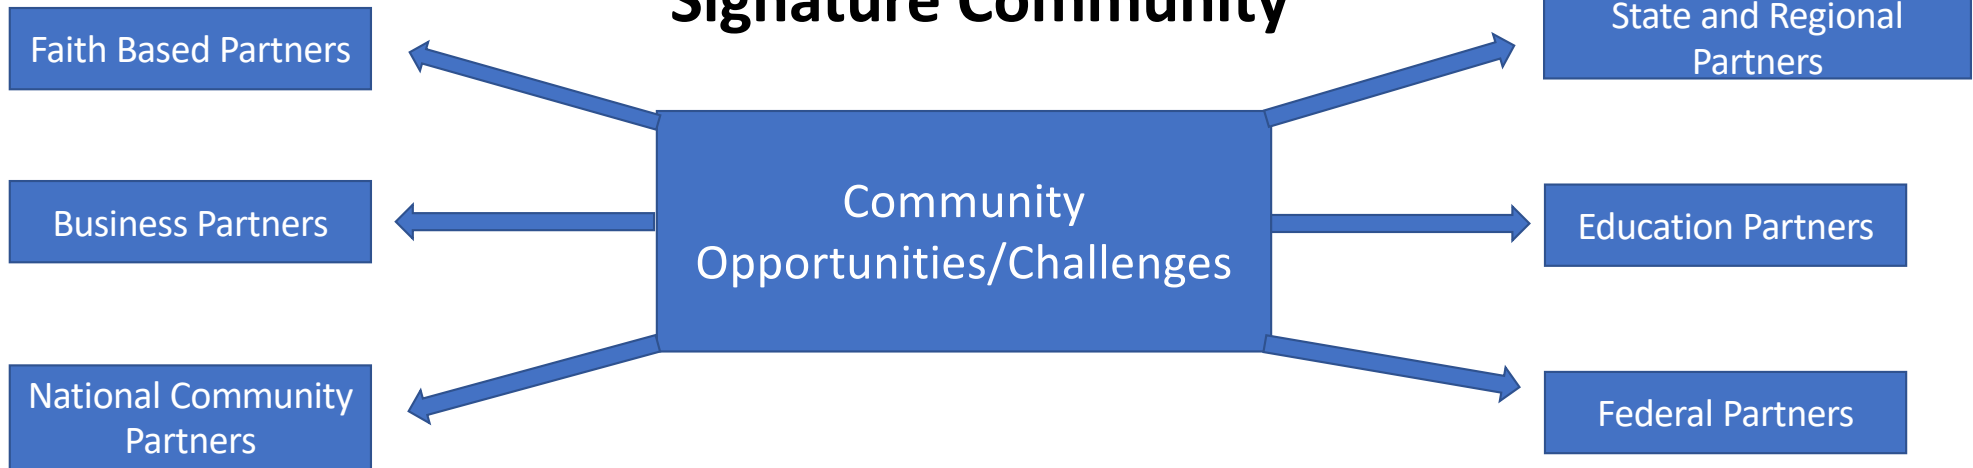 Signature Community
Faith Based Partners
State and Regional
Partners
Community
Opportunities/Challenges
Business Partners
Education Partners
National Community
Partners
Federal Partners